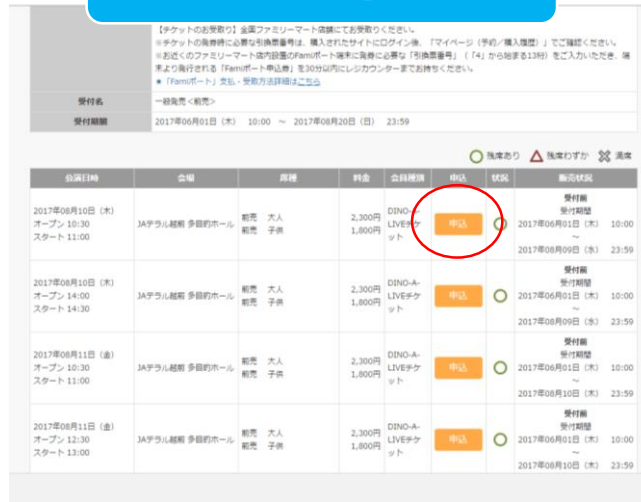 【チケットのお受取り】全国ファミリーマート店舗にてお受取りください。
※チケットの発券時に必要な引換票番号は、購入されたサイトにログイン後、「マイページ（予約／購入履歴）」でご確認ください。
※お近くのファミリーマート店内設置のFamiポート端末に発券に必要な「引換票番号」（「4」から始まる13桁）をご入力いただき、端
末より発行される「Famiポート申込券」を30分以内にレジカウンターまでお持ちください。
★「Famiポート」支払・受取方法詳細はこちら
受付名 一般発売＜前売＞
受付期間 2017年06月01日（木） 10:00 ～ 2017年08月20日（日） 23:59
残席あり 残席わずか 満席
公演日時 会場 席種 料金 会員種別 申込 状況 販売状況
受付前
2017年08月10日（木） 受付期間
オープン 10:30 JAテラル越前 多目的ホール 前売 大人 2,300円 DINO-A-
スタート 11:00 前売 子供 1,800円 LIVEチケ 申込 2017年06月01日（木） 10:00
ット ～
2017年08月09日（水） 23:59
受付前
2017年08月10日（木） 受付期間
オープン 14:00 JAテラル越前 多目的ホール 前売 大人 2,300円 DINO-A-
スタート 14:30 前売 子供 1,800円 LIVEチケ 申込 2017年06月01日（木） 10:00
ット ～
2017年08月09日（水） 23:59
受付前
2017年08月11日（金） 受付期間
オープン 10:30 JAテラル越前 多目的ホール 前売 大人 2,300円 DINO-A-
スタート 11:00 前売 子供 1,800円 LIVEチケ 申込 2017年06月01日（木） 10:00
ット ～
2017年08月10日（木） 23:59
受付前
2017年08月11日（金） 受付期間
オープン 12:30 JAテラル越前 多目的ホール 前売 大人 2,300円 DINO-A-
スタート 13:00 前売 子供 1,800円 LIVEチケ 申込 2017年06月01日（木） 10:00
ット ～
2017年08月10日（木） 23:59